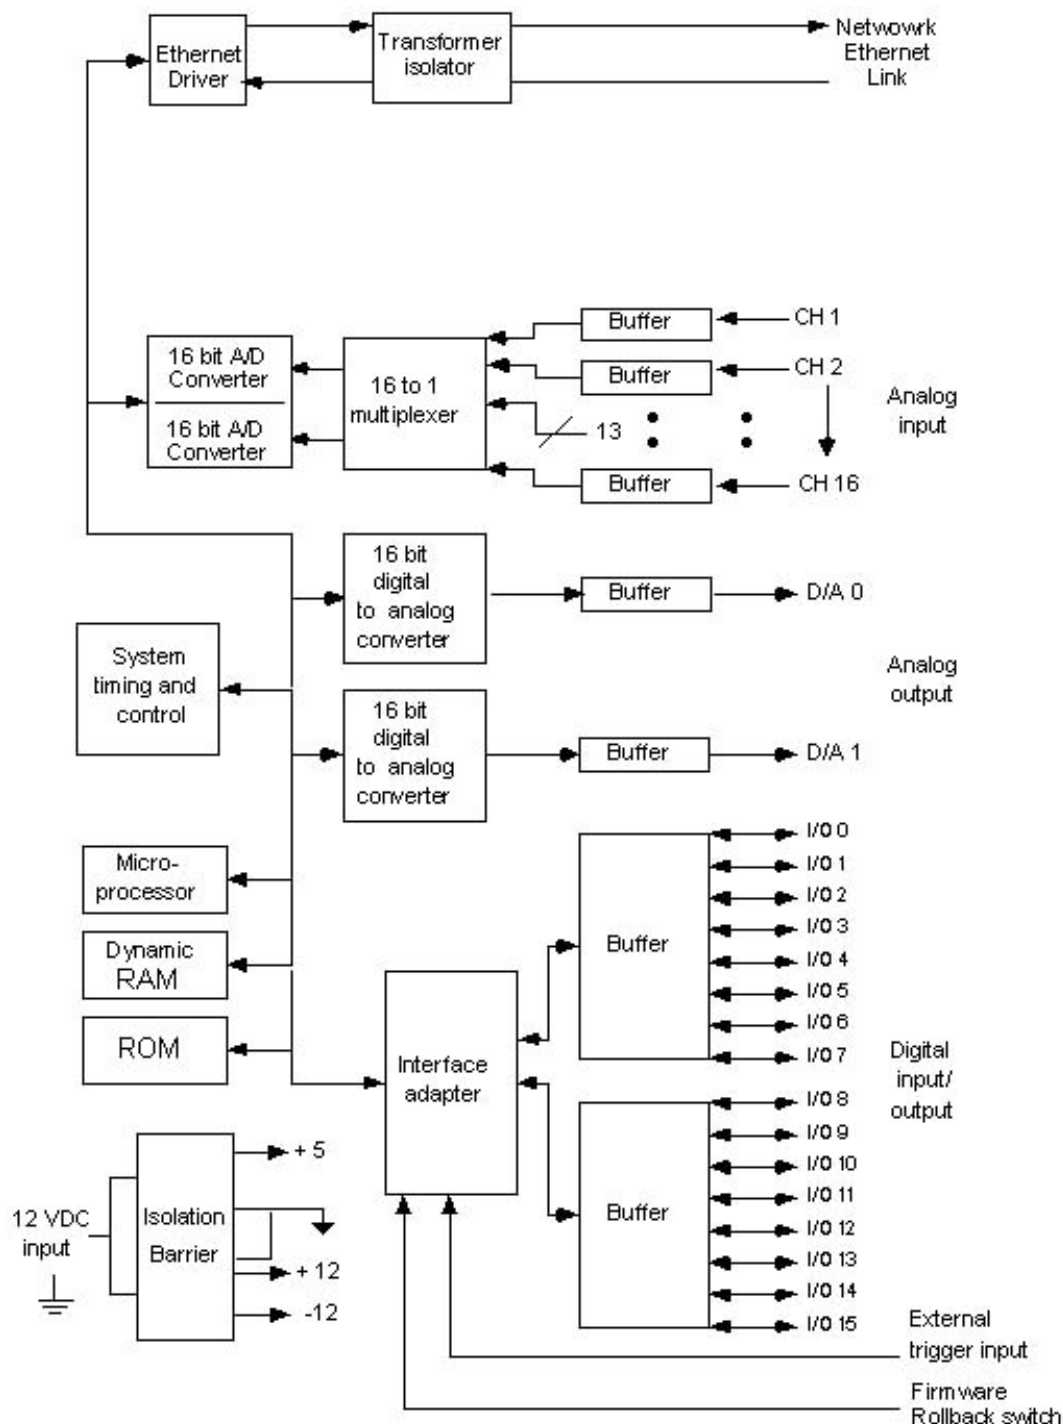 Ethernet
Driver
Transformer
isolator
Netwowrk
Ethernet
Link
16 bit A/D
Converter
16 bit A/D
Converter
16 to 1
multiplexer
Buffer
CH 1
Buffer
CH 2
13
Buffer
CH 16
Analog
input
16 bit
digital
to analog
converter
Buffer
D/A 0
System
timing and
control
Analog
output
16 bit
digital
to analog
converter
Buffer
D/A 1
Micro-
processor
Dynamic
RAM
ROM
Interface
adapter
Buffer
I/O 0
I/O 1
I/O 2
I/O 3
I/O 4
I/O 5
I/O 6
I/O 7
Buffer
I/O 8
I/O 9
I/O 10
I/O 11
I/O 12
I/O 13
I/O 14
I/O 15
Digital
input/
output
12 VDC
input
Isolation
Barrier
+ 5
+ 12
-12
External
trigger input
Firmware
Rollback switch